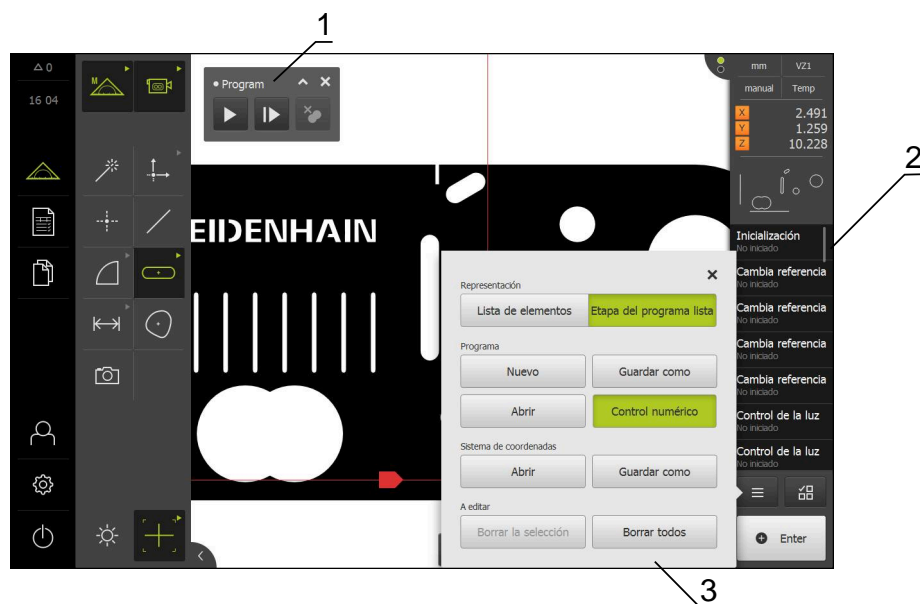 1
0
16 04
M
Program
mm
VZ1
manual
Temp
X
2.491
Y
1.259
Z
10.228
2
EIDENHAIN
Inicialización
No iniciado
Cambia referencia
No iniciado
Cambia referencia
No iniciado
Cambia referencia
No iniciado
Cambia referencia
No iniciado
Control de la luz
No iniciado
Control de la luz
No iniciado
Representación
Lista de elementos
Etapa del programa lista
Programa
Nuevo
Guardar como
Abrir
Control numérico
Sistema de coordenadas
Abrir
Guardar como
A editar
Borrar la selección
Borrar todos
Enter
3